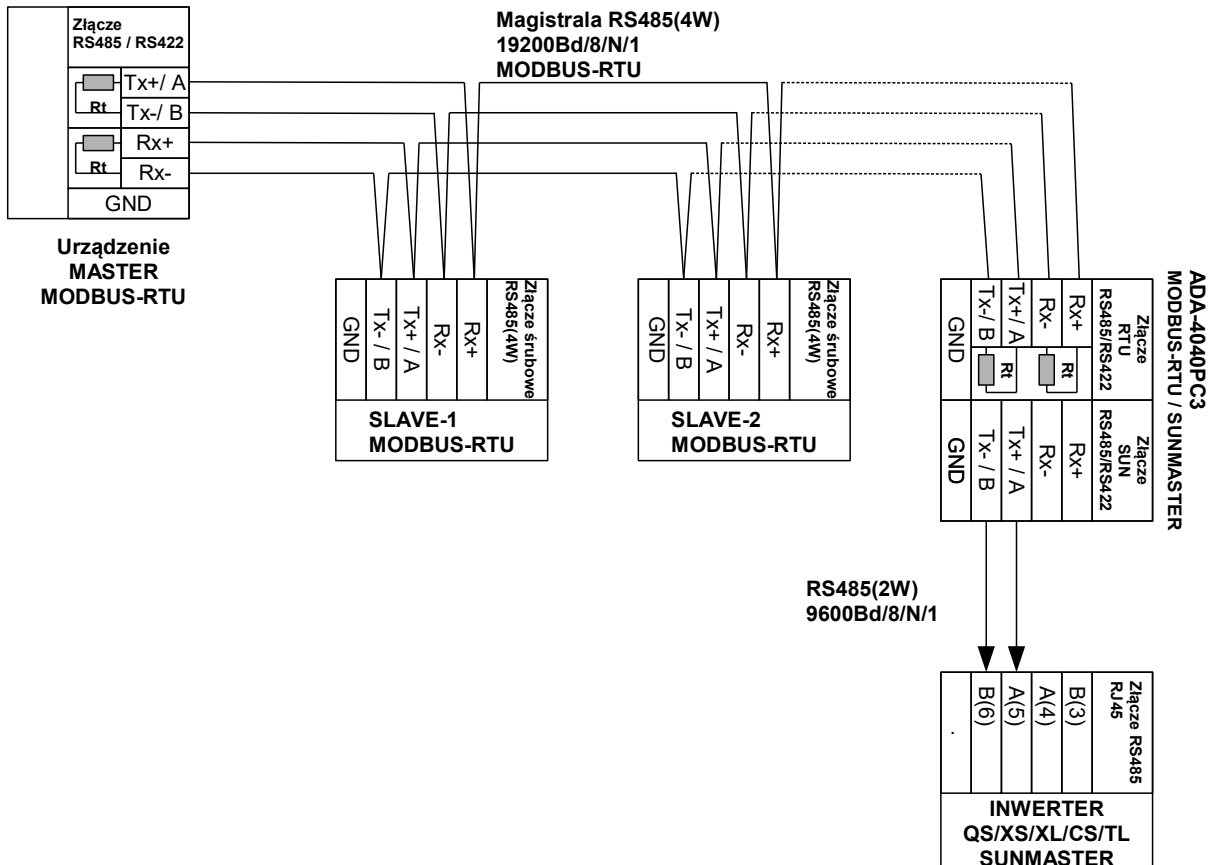 Złącze
RS485 / RS422
Tx+/ A
Tx-/ B
Rx+
Rx-
GND
Rt
Rt
Urządzenie
MASTER
MODBUS-RTU
Magistrala RS485(4W)
19200Bd/8/N/1
MODBUS-RTU
Złącze śrubowe
RS485(4W)
Rx+
Rx-
Tx+ / A
Tx- / B
GND
SLAVE-1
MODBUS-RTU
Złącze śrubowe
RS485(4W)
Rx+
Rx-
Tx+ / A
Tx- / B
GND
SLAVE-2
MODBUS-RTU
ADA-4040PC3
MODBUS-RTU / SUNMASTER
Złącze
RTU
RS485/RS422
Rx+
Rx-
Tx+/ A
Tx-/ B
GND
Rt
Rt
Złącze
SUN
RS485/RS422
Rx+
Rx-
Tx+ / A
Tx- / B
GND
RS485(2W)
9600Bd/8/N/1
Złącze RS485
RJ45
B(3)
A(4)
A(5)
B(6)
.
INWERTER
QS/XS/XL/CS/TL
SUNMASTER